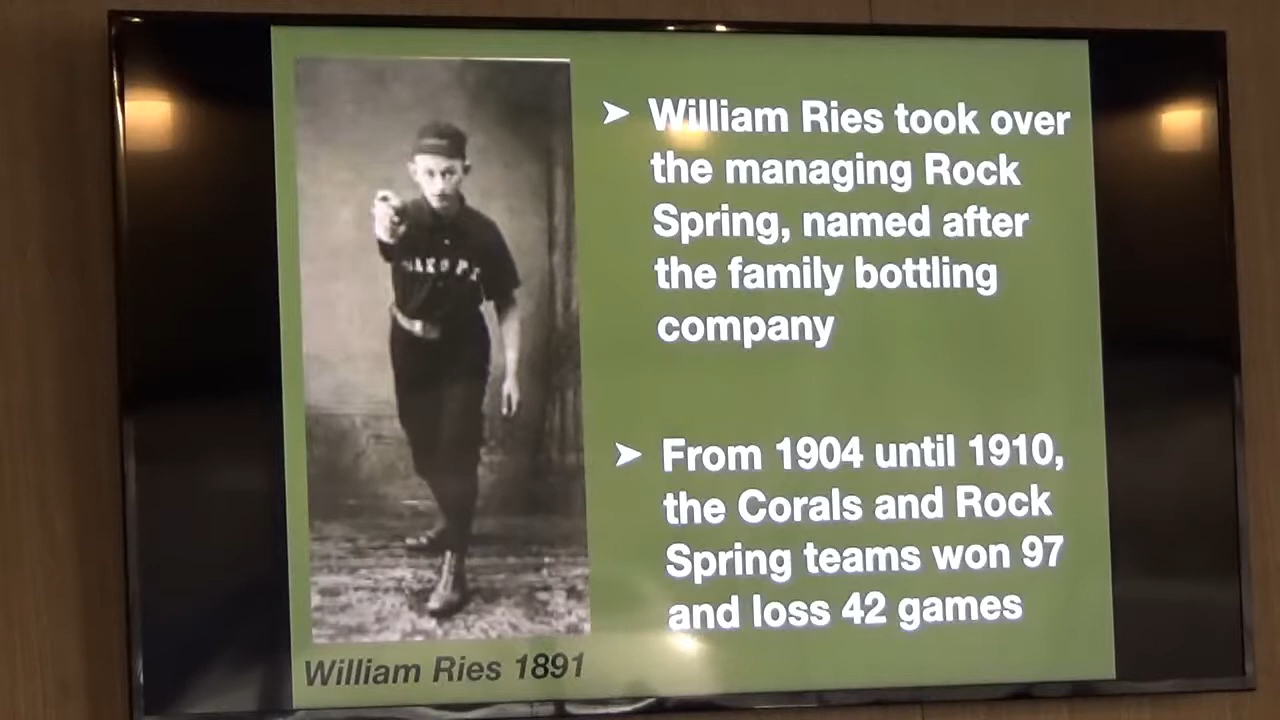 ➤ William Ries took over
the managing Rock
Spring, named after
the family bottling
company
➤ From 1904 until 1910,
the Corals and Rock
Spring teams won 97
and loss 42 games
William Ries 1891